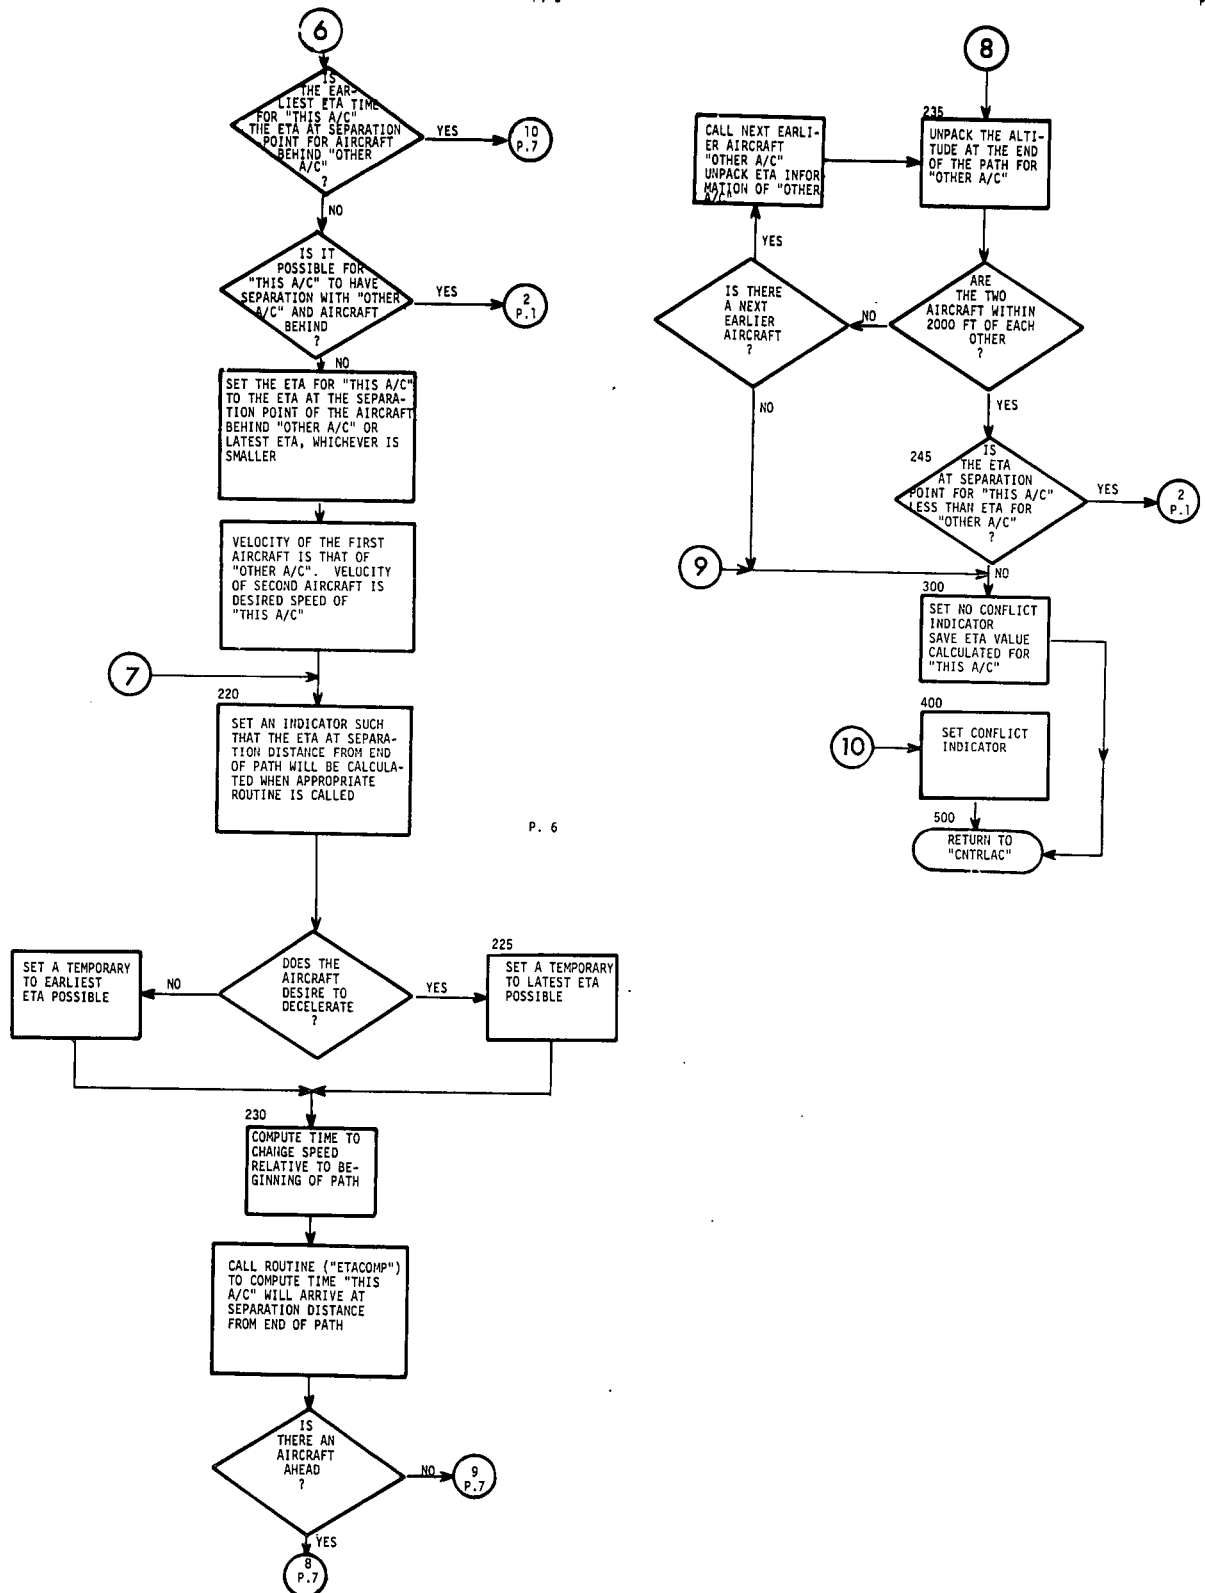 6
IS
THE EAR-
LIEST ETA TIME
FOR "THIS A/C"
THE ETA AT SEPARATION
POINT FOR AIRCRAFT
BEHIND "OTHER
A/C"
?
YES
10
P.7
NO
IS IT
POSSIBLE FOR
"THIS A/C" TO HAVE
SEPARATION WITH "OTHER
A/C" AND AIRCRAFT
BEHIND
?
YES
2
P.1
NO
SET THE ETA FOR "THIS A/C"
TO THE ETA AT THE SEPARA-
TION POINT OF THE AIRCRAFT
BEHIND "OTHER A/C" OR
LATEST ETA, WHICHEVER IS
SMALLER
VELOCITY OF THE FIRST
AIRCRAFT IS THAT OF
"OTHER A/C". VELOCITY
OF SECOND AIRCRAFT IS
DESIRED SPEED OF
"THIS A/C"
7
220
SET AN INDICATOR SUCH
THAT THE ETA AT SEPARA-
TION DISTANCE FROM END
OF PATH WILL BE CALCULA-
TED WHEN APPROPRIATE
ROUTINE IS CALLED
P. 6
DOES THE
AIRCRAFT
DESIRE TO
DECELERATE
?
NO
SET A TEMPORARY
TO EARLIEST
ETA POSSIBLE
YES
225
SET A TEMPORARY
TO LATEST ETA
POSSIBLE
230
COMPUTE TIME TO
CHANGE SPEED
RELATIVE TO BE-
GINNING OF PATH
CALL ROUTINE ("ETACOMP")
TO COMPUTE TIME "THIS
A/C" WILL ARRIVE AT
SEPARATION DISTANCE
FROM END OF PATH
IS
THERE AN
AIRCRAFT
AHEAD
?
NO
9
P.7
YES
8
P.7
8
235
UNPACK THE ALTI-
TUDE AT THE END
OF THE PATH FOR
"OTHER A/C"
CALL NEXT EARLI-
ER AIRCRAFT
"OTHER A/C"
UNPACK ETA INFOR
MATION OF "OTHER
A/C"
YES
IS THERE
A NEXT
EARLIER
AIRCRAFT
?
NO
ARE
THE TWO
AIRCRAFT WITHIN
2000 FT OF EACH
OTHER
?
NO
YES
245
IS
THE ETA
AT SEPARATION
POINT FOR "THIS A/C"
LESS THAN ETA FOR
"OTHER A/C"
?
YES
2
P.1
9
NO
300
SET NO CONFLICT
INDICATOR
SAVE ETA VALUE
CALCULATED FOR
"THIS A/C"
400
10
SET CONFLICT
INDICATOR
500
RETURN TO
"CNTRLAC"